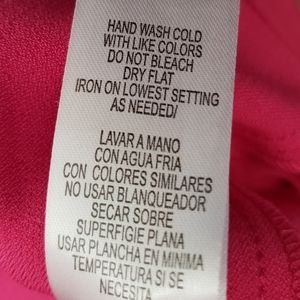 HAND WASH COLD
WITH LIKE COLORS
DO NOT BLEACH
DRY FLAT
IRON ON LOWEST SETTING
AS NEEDED/
LAVAR A MANO
CON AGUA FRIA
CON COLORES SIMILARES
NO USAR BLANQUEADOR
SECAR SOBRE
SUPERFIGIE PLANA
USAR PLANCHA EN MINIMA
TEMPERATURA SI SE
NECESITA